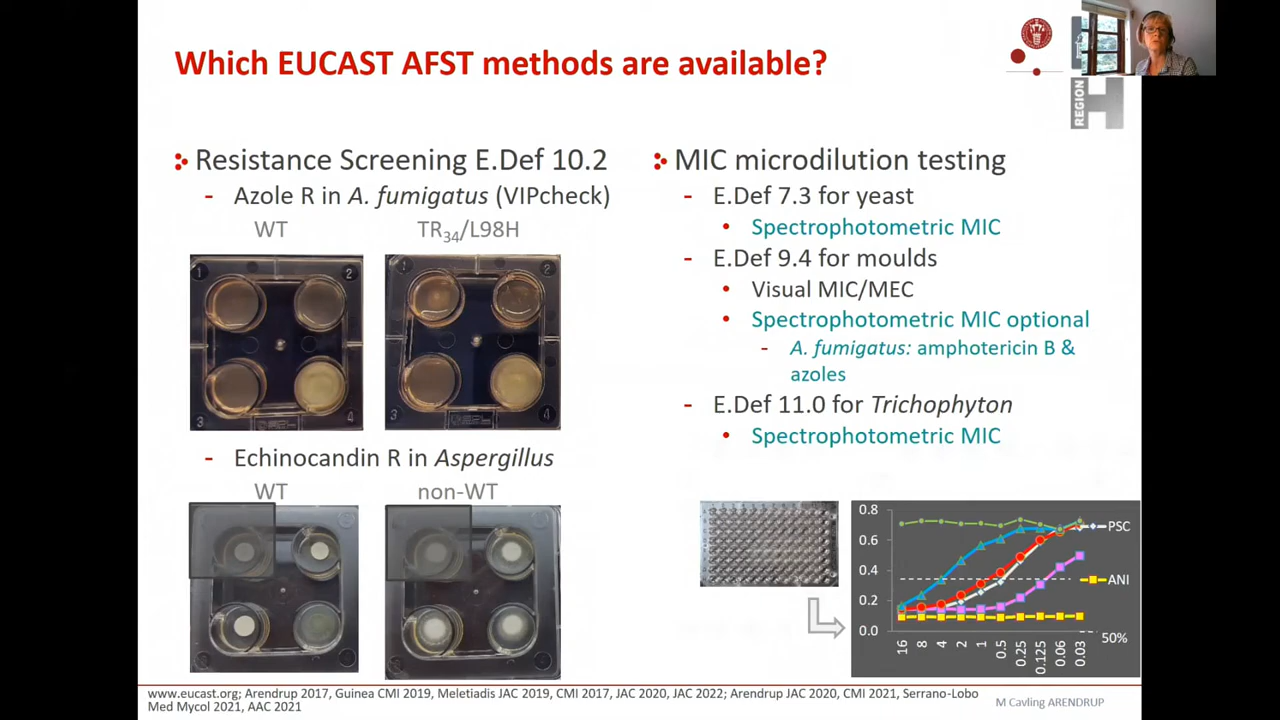 Which EUCAST AFST methods are available?
REGION H
Resistance Screening E.Def 10.2
- Azole R in A. fumigatus (VIPcheck)
WT TR34/L98H
1 2
3 4
- Echinocandin R in Aspergillus
WT non-WT
MIC microdilution testing
- E.Def 7.3 for yeast
• Spectrophotometric MIC
- E.Def 9.4 for moulds
• Visual MIC/MEC
• Spectrophotometric MIC optional
- A. fumigatus: amphotericin B &
azoles
- E.Def 11.0 for Trichophyton
• Spectrophotometric MIC
0.8
0.6
0.4
0.2
0.0
PSC
ANI
50%
16 8 4 2 1 0.5 0.25 0.125 0.06 0.03
www.eucast.org; Arendrup 2017, Guinea CMI 2019, Meletiadis JAC 2019, CMI 2017, JAC 2020, JAC 2022; Arendrup JAC 2020, CMI 2021, Serrano-Lobo
Med Mycol 2021, AAC 2021
M Cavling ARENDRUP